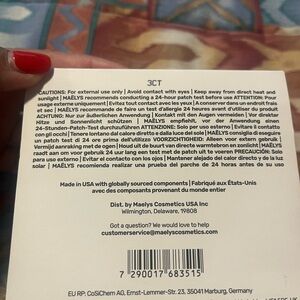 3CT
CAUTIONS: For external use only | Avoid contact with eyes | Keep away from direct heat and
sunlight | MAËLYS recommends conducting a 24-hour patch test before use ATTENTION: Pour
usage externe uniquement | Evitez tout contact avec les yeux | A conserver dans un endroit frais
et sec | MAËLYS recommande de faire un test d'allergie 24 heures avant d'utiliser du produit
ACHTUNG: Nur zur äußerlichen Anwendung | Kontakt mit den Augen vermeiden | Vor direkter
Hitze und Sonnenlicht schützen | MAËLYS empfiehlt, vor der Anwendung einen
24-Stunden-Patch-Test durchzuführen ATTENZIONE: Solo per uso esterno | Evitare il contatto
con gli occhi | Tenere lontano dal calore diretto e dalla luce del sole | MAËLYS consiglia di eseguire
un patch test di 24 ore prima dell'utilizzo VOORZICHTIGHEID: Alleen voor extern gebruik |
Vermijd aanraking met de ogen | Houd uit de buurt van directe warmtebron en zonlicht | MAËLYS
raadt aan om voor gebruik 24 uur lang een test met de patch uit te voeren PRECAUCIÓN: Solo
para uso externo | Evitar el contacto con los ojos | Mantener alejado del calor directo y de la luz
solar | MAËLYS recomienda realizar una prueba del parche de 24 horas antes de su uso
Made in USA with globally sourced components | Fabriqué aux États-Unis
avec des composants provenant du monde entier
Dist. by Maelys Cosmetics USA Inc
Wilmington, Delaware, 19808
Got a question? We would love to help
customerservice@maelyscosmetics.com
7 290017 683515
EU RP: CoSiChem AG, Ernst-Lemmer-Str. 23, 35041 Marburg, Germany